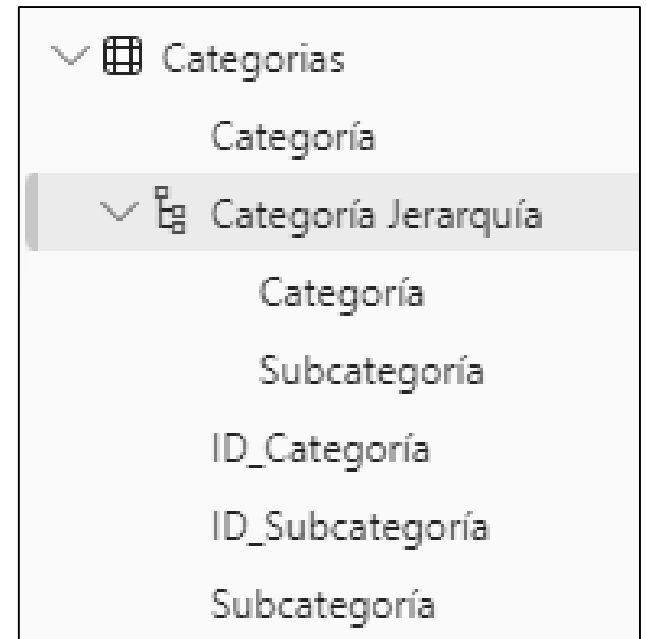 Categorias
Categoría
Categoría Jerarquía
Categoría
Subcategoría
ID_Categoría
ID_Subcategoría
Subcategoría